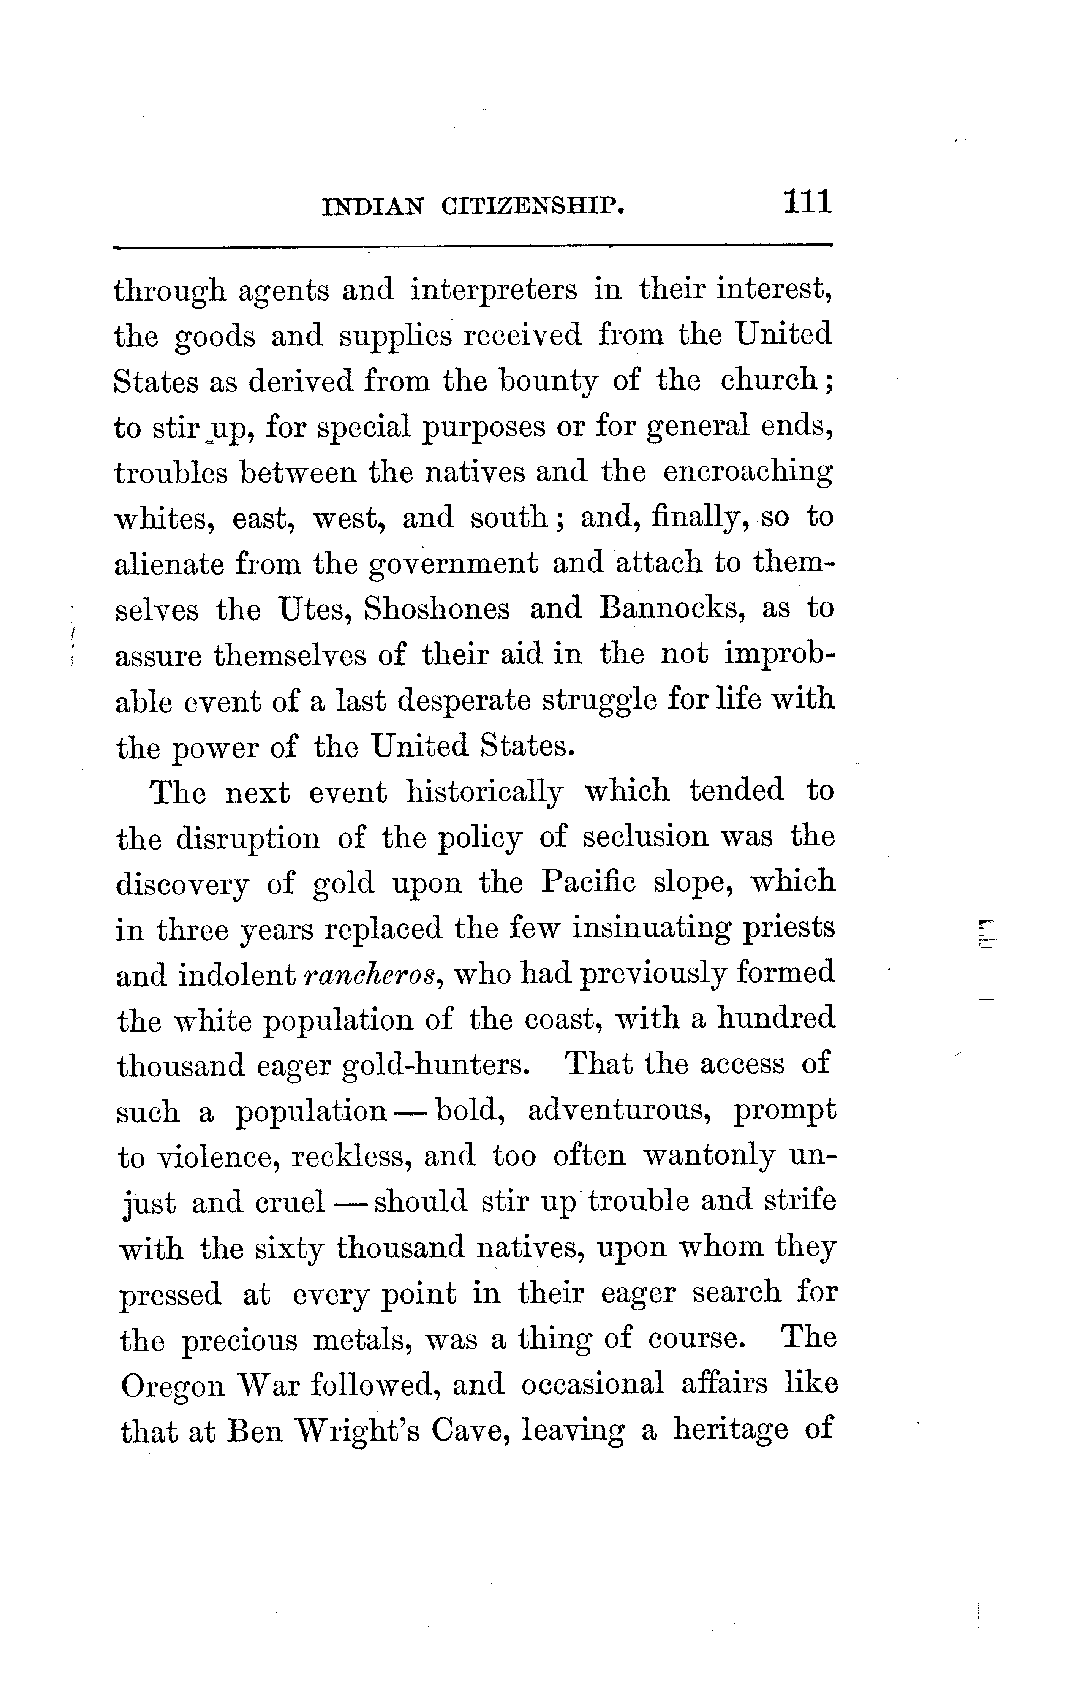 INDIAN CITIZENSHIP. 111
through agents and interpreters in their interest,
the goods and supplies received from the United
States as derived from the bounty of the church;
to stir up, for special purposes or for general ends,
troubles between the natives and the encroaching
whites, east, west, and south; and, finally, so to
alienate from the government and attach to them-
selves the Utes, Shoshones and Bannocks, as to
assure themselves of their aid in the not improb-
able event of a last desperate struggle for life with
the power of the United States.
The next event historically which tended to
the disruption of the policy of seclusion was the
discovery of gold upon the Pacific slope, which
in three years replaced the few insinuating priests
and indolent rancheros, who had previously formed
the white population of the coast, with a hundred
thousand eager gold-hunters. That the access of
such a population — bold, adventurous, prompt
to violence, reckless, and too often wantonly un-
just and cruel — should stir up trouble and strife
with the sixty thousand natives, upon whom they
pressed at every point in their eager search for
the precious metals, was a thing of course. The
Oregon War followed, and occasional affairs like
that at Ben Wright's Cave, leaving a heritage of